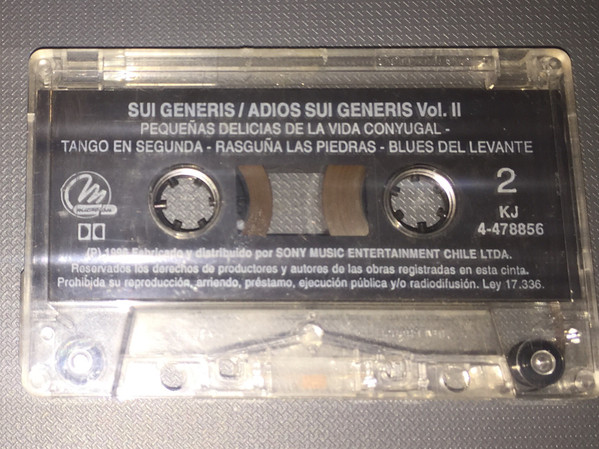 SUI GENERIS / ADIOS SUI GENERIS Vol. II
PEQUEÑAS DELICIAS DE LA VIDA CONYUGAL -
TANGO EN SEGUNDA - RASGUÑA LAS PIEDRAS - BLUES DEL LEVANTE
2
KJ
4-478856
(P) Fabricado y distribuido por SONY MUSIC ENTERTAINMENT CHILE LTDA.
Reservados los derechos de productores y autores de las obras registradas en esta cinta.
Prohibida su reproducción, arriendo, préstamo, ejecución pública y/o radiodifusión. Ley 17.336.